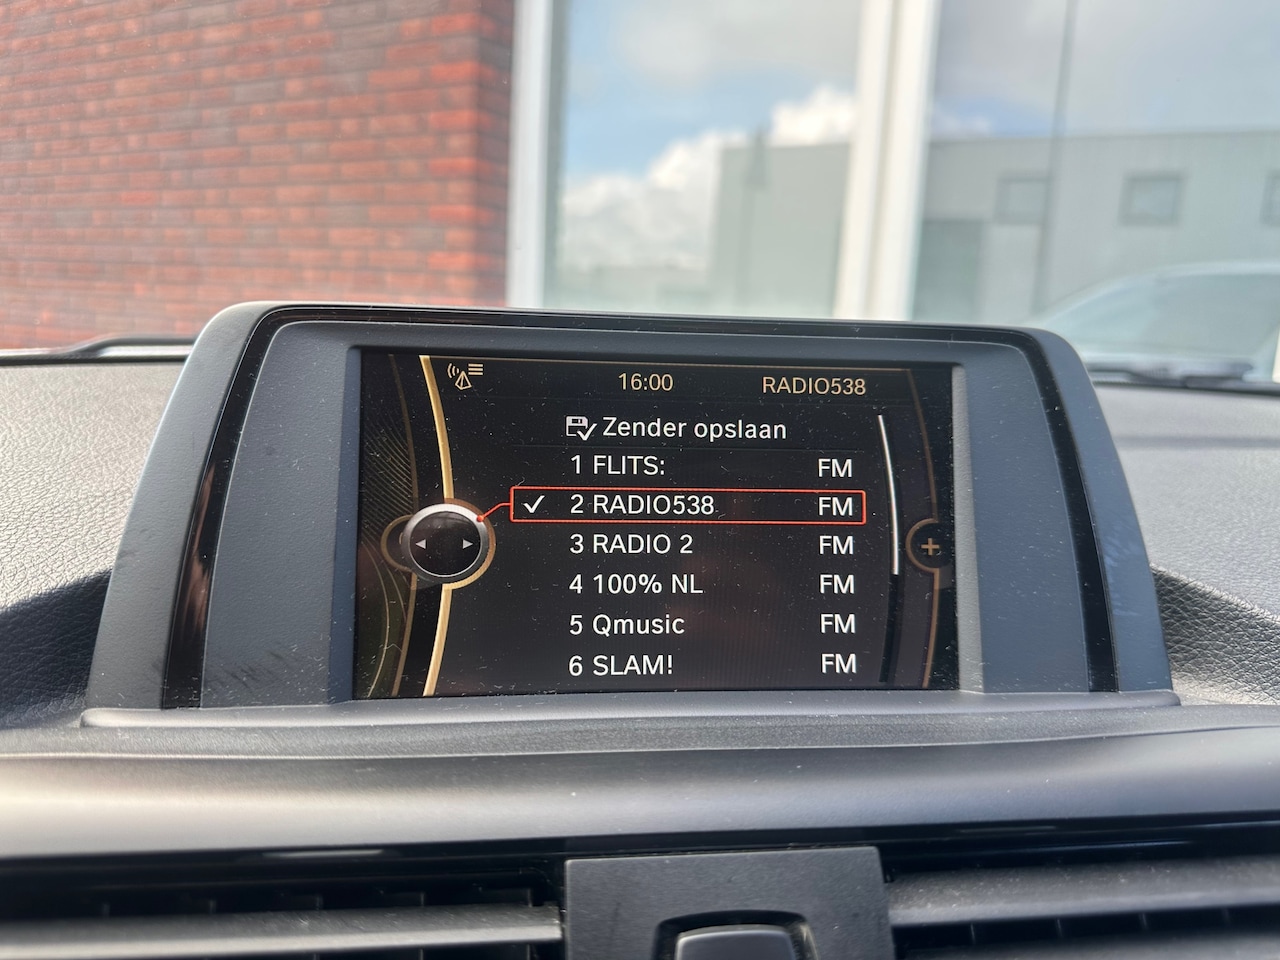 16:00 RADIO538
Zender opslaan
1 FLITS: FM
✓ 2 RADIO538 FM
3 RADIO 2 FM
4 100% NL FM
5 Qmusic FM
6 SLAM! FM